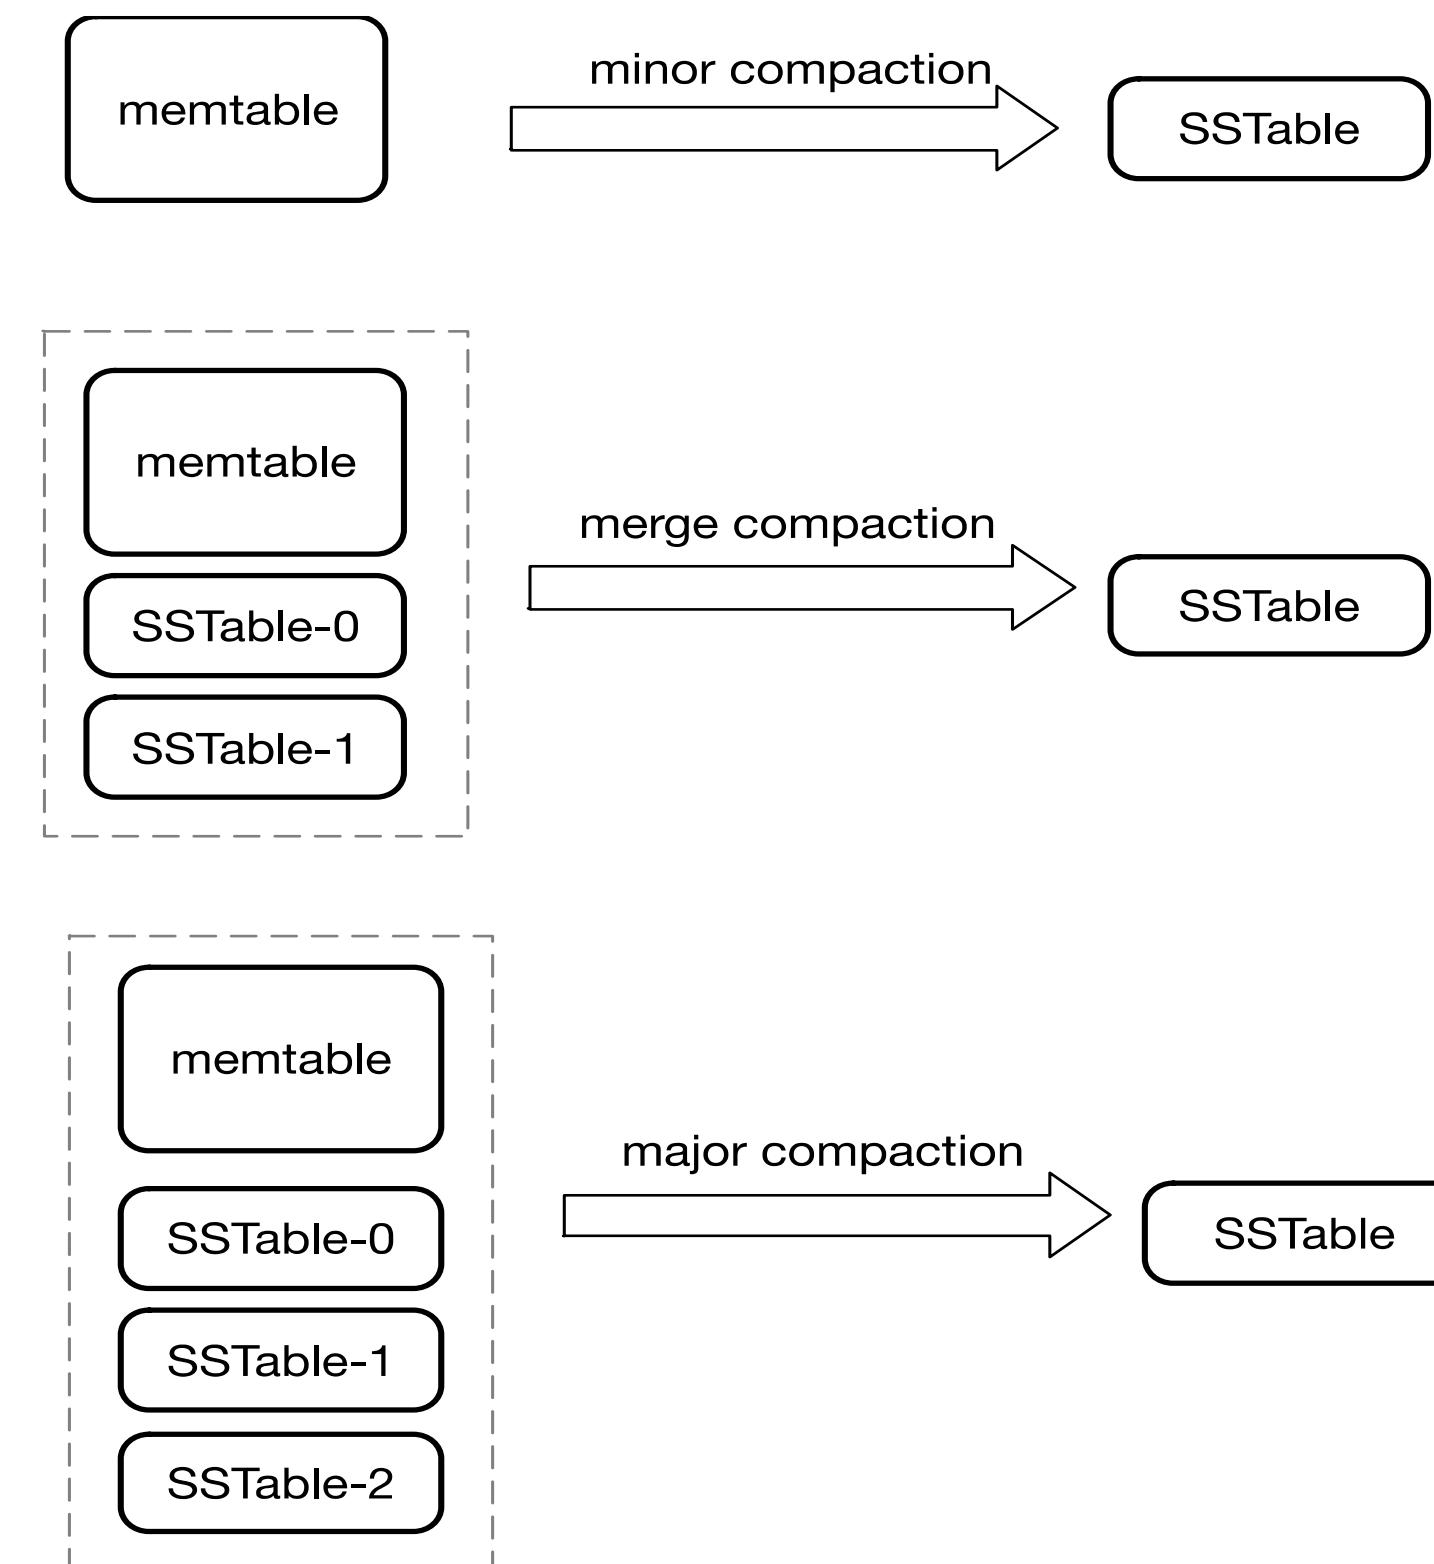 memtable
minor compaction
SSTable
memtable
SSTable-0
SSTable-1
merge compaction
SSTable
memtable
SSTable-0
SSTable-1
SSTable-2
major compaction
SSTable